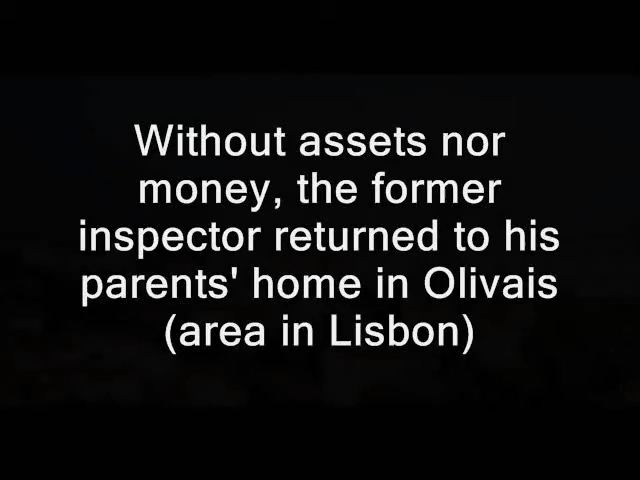 Without assets nor
money, the former
inspector returned to his
parents' home in Olivais
(area in Lisbon)